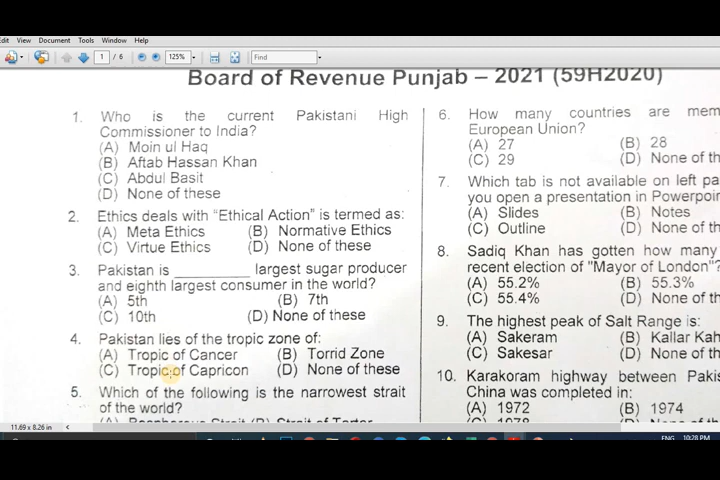 Edit View Document Tools Window Help
1 / 6 125% Find
Board of Revenue Punjab – 2021 (59H2020)
1. Who is the current Pakistani High
Commissioner to India?
(A) Moin ul Haq
(B) Aftab Hassan Khan
(C) Abdul Basit
(D) None of these
2. Ethics deals with "Ethical Action" is termed as:
(A) Meta Ethics (B) Normative Ethics
(C) Virtue Ethics (D) None of these
3. Pakistan is ________ largest sugar producer
and eighth largest consumer in the world?
(A) 5th (B) 7th
(C) 10th (D) None of these
4. Pakistan lies of the tropic zone of:
(A) Tropic of Cancer (B) Torrid Zone
(C) Tropic of Capricon (D) None of these
5. Which of the following is the narrowest strait
of the world?
6. How many countries are mem
European Union?
(A) 27 (B) 28
(C) 29 (D) None of th
7. Which tab is not available on left pa
you open a presentation in Powerpoin
(A) Slides (B) Notes
(C) Outline (D) None of th
8. Sadiq Khan has gotten how many
recent election of "Mayor of London"?
(A) 55.2% (B) 55.3%
(C) 55.4% (D) None of th
9. The highest peak of Salt Range is:
(A) Sakeram (B) Kallar Kah
(C) Sakesar (D) None of th
10. Karakoram highway between Pakis
China was completed in:
(A) 1972 (B) 1974
11.69 x 8.26 in
ENG 10:28 PM